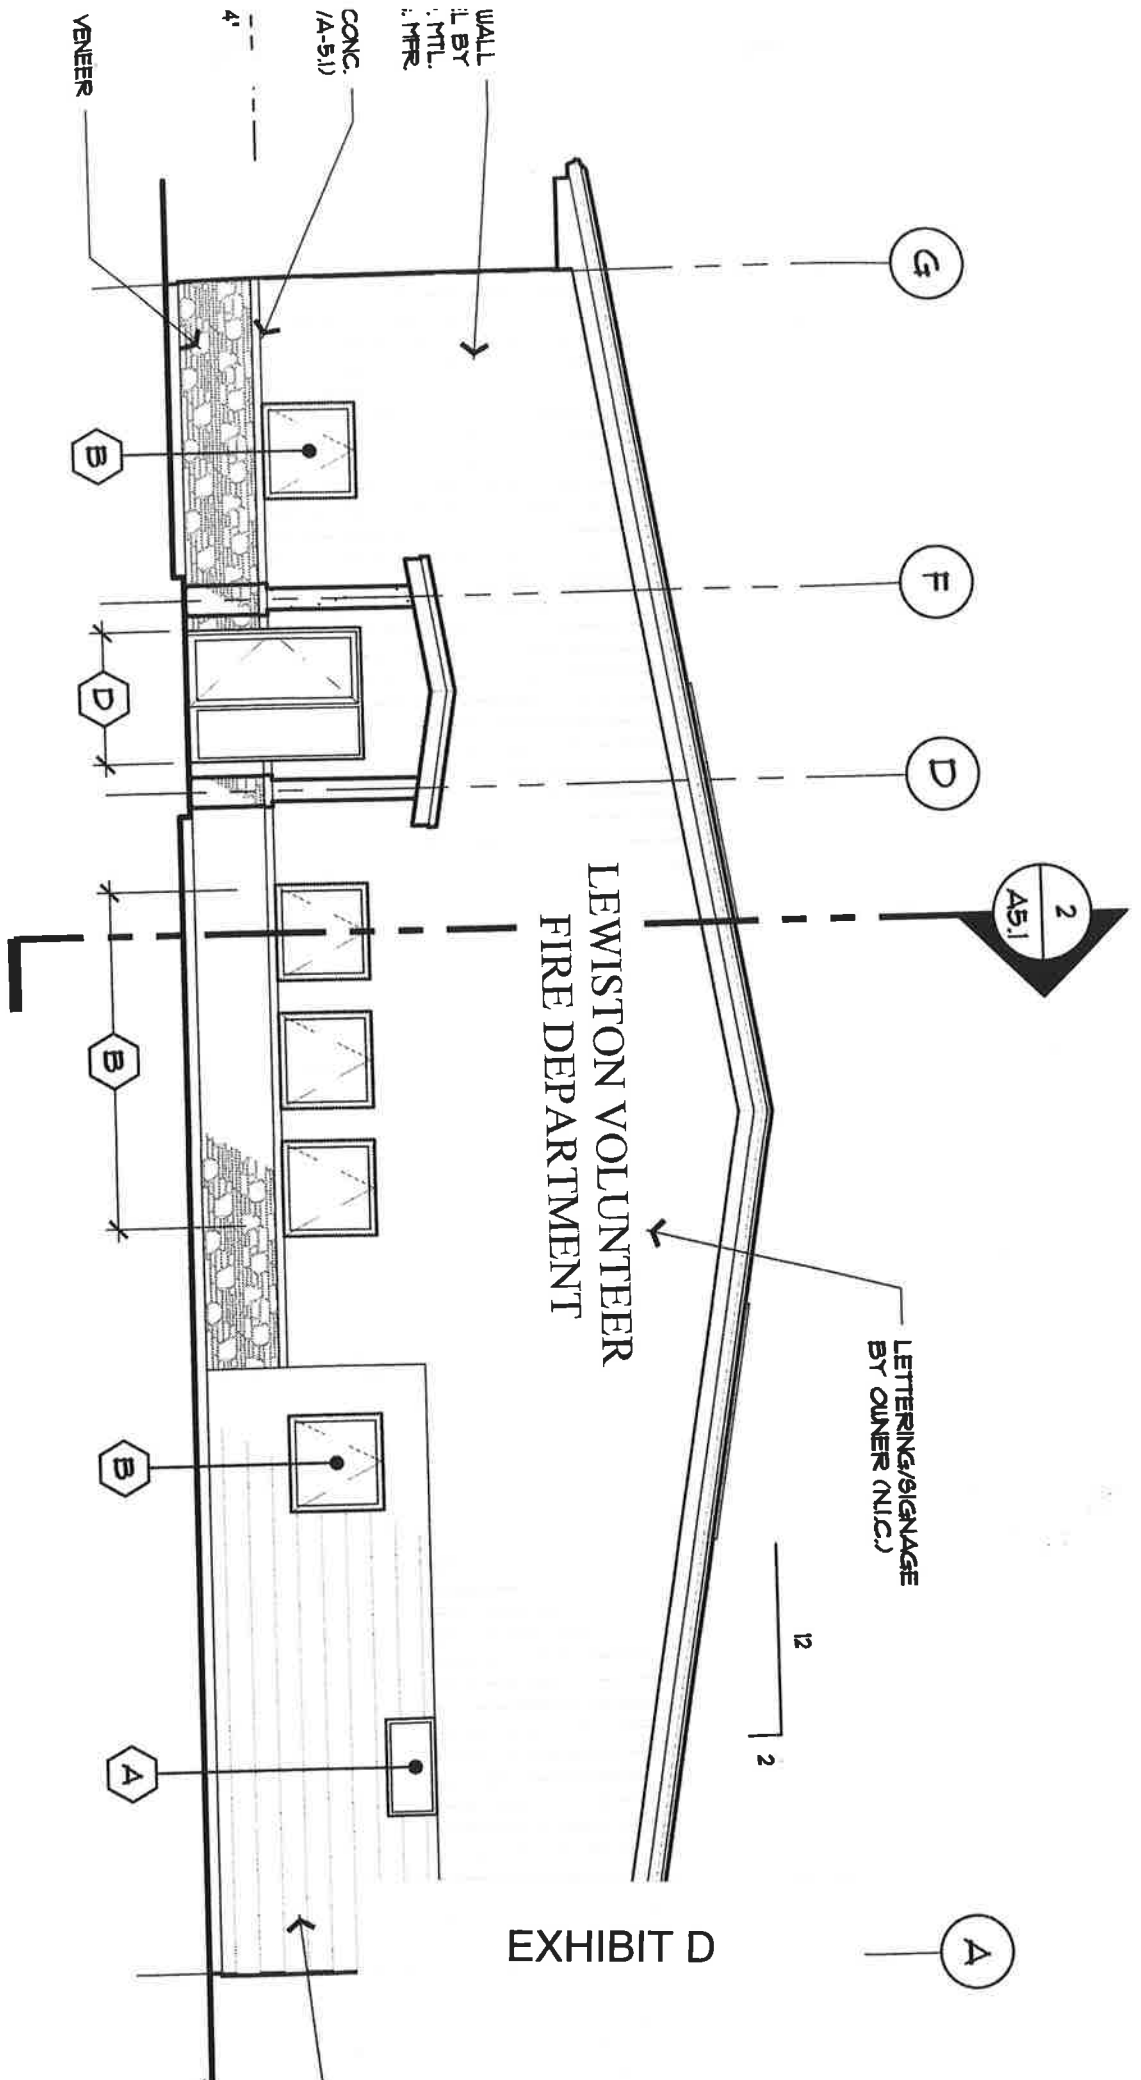 G
F
D
2
A5.1
A
WALL
L BY
MTL.
MFR.
CONC.
/A-5.1)
4'
VENEER
LEWISTON VOLUNTEER
FIRE DEPARTMENT
LETTERING/SIGNAGE
BY OWNER (N.I.C.)
12
2
B
D
B
B
A
EXHIBIT D